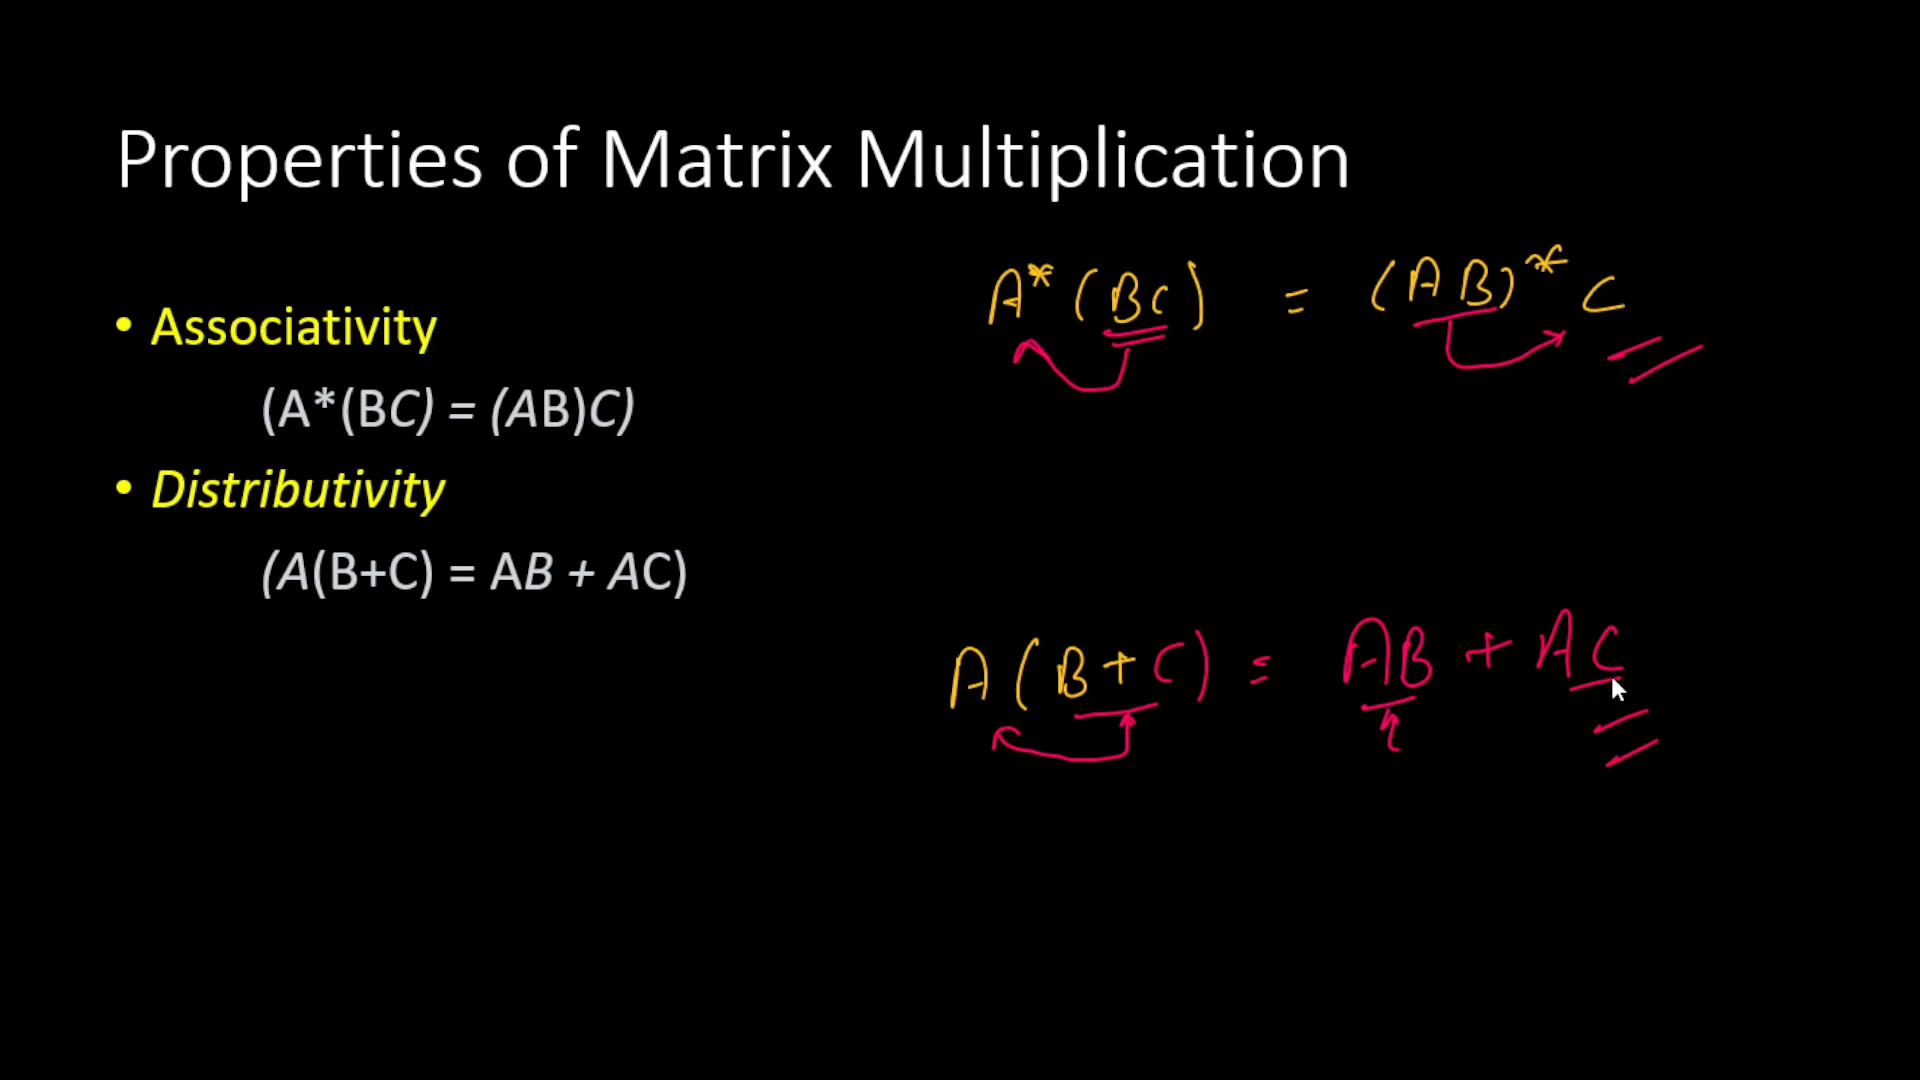 Properties of Matrix Multiplication
• Associativity
(A*(BC) = (AB)C)
• Distributivity
(A(B+C) = AB + AC)
A*(BC) = (AB)*C
A(B+C) = AB + AC